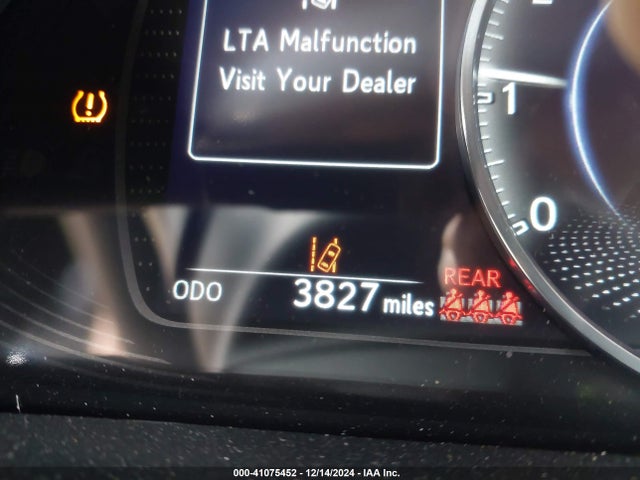 LTA Malfunction
Visit Your Dealer
1
0
ODO 3827 miles
REAR
000-41075452 - 12/14/2024 - IAA Inc.